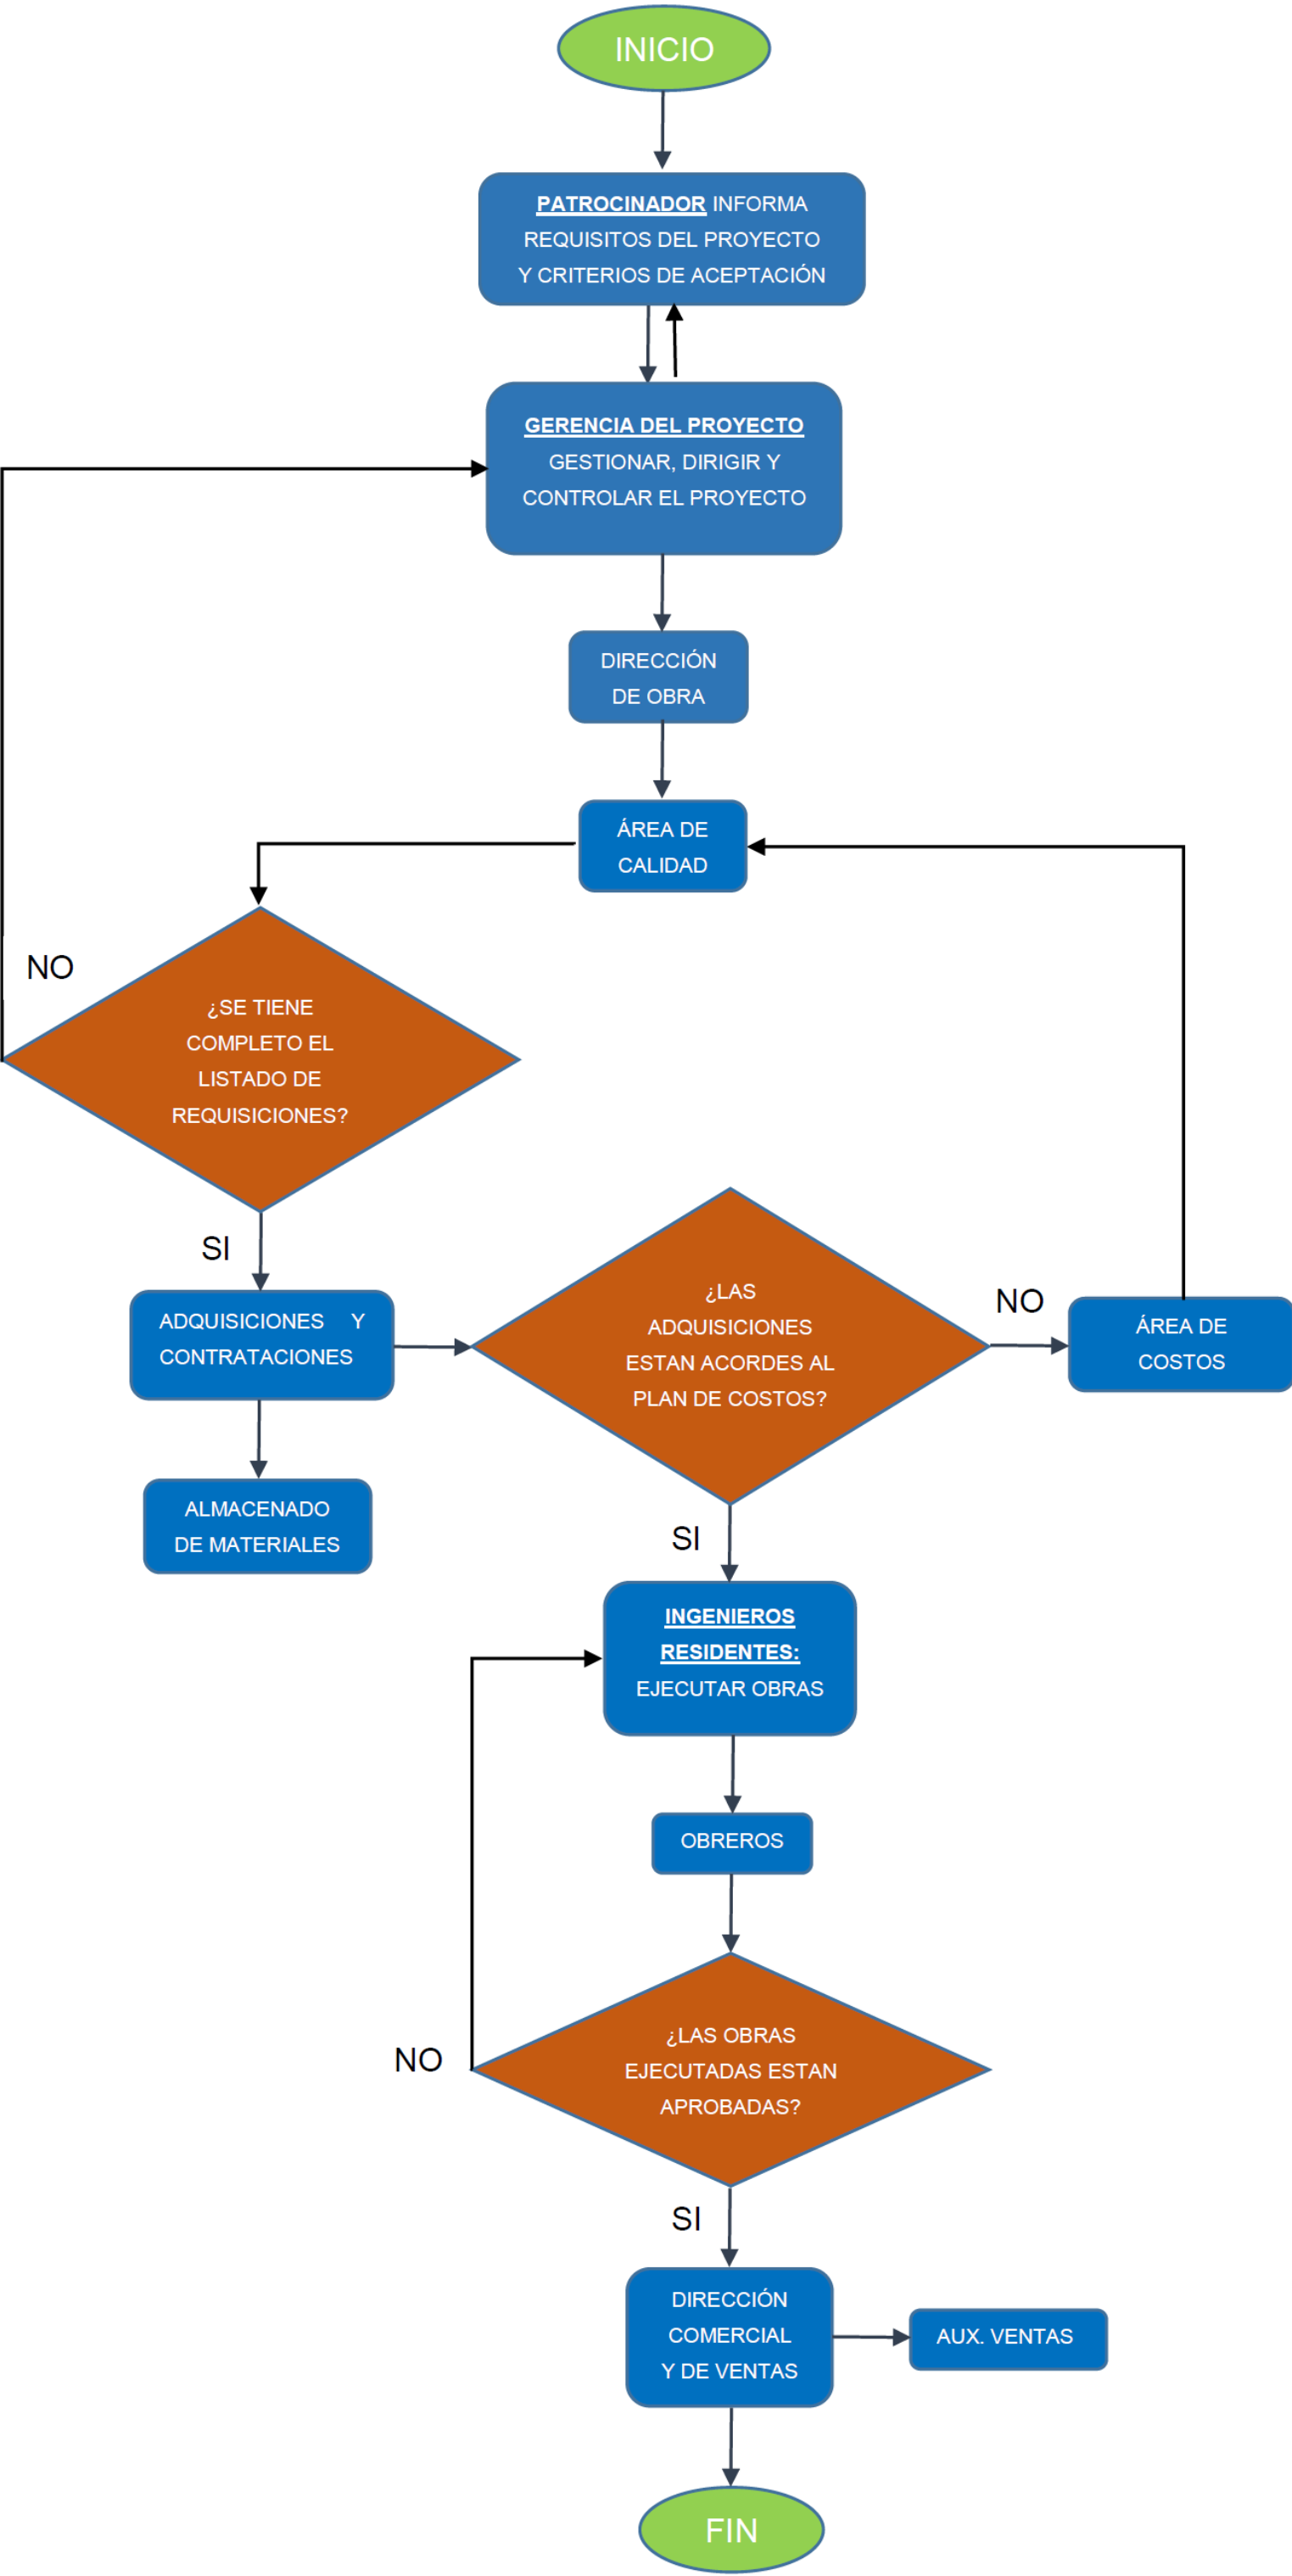 INICIO
PATROCINADOR INFORMA
REQUISITOS DEL PROYECTO
Y CRITERIOS DE ACEPTACIÓN
GERENCIA DEL PROYECTO
GESTIONAR, DIRIGIR Y
CONTROLAR EL PROYECTO
DIRECCIÓN
DE OBRA
ÁREA DE
CALIDAD
NO
¿SE TIENE
COMPLETO EL
LISTADO DE
REQUISICIONES?
SI
ADQUISICIONES Y
CONTRATACIONES
¿LAS
ADQUISICIONES
ESTAN ACORDES AL
PLAN DE COSTOS?
NO
ÁREA DE
COSTOS
ALMACENADO
DE MATERIALES
SI
INGENIEROS
RESIDENTES:
EJECUTAR OBRAS
OBREROS
¿LAS OBRAS
EJECUTADAS ESTAN
APROBADAS?
NO
SI
DIRECCIÓN
COMERCIAL
Y DE VENTAS
AUX. VENTAS
FIN